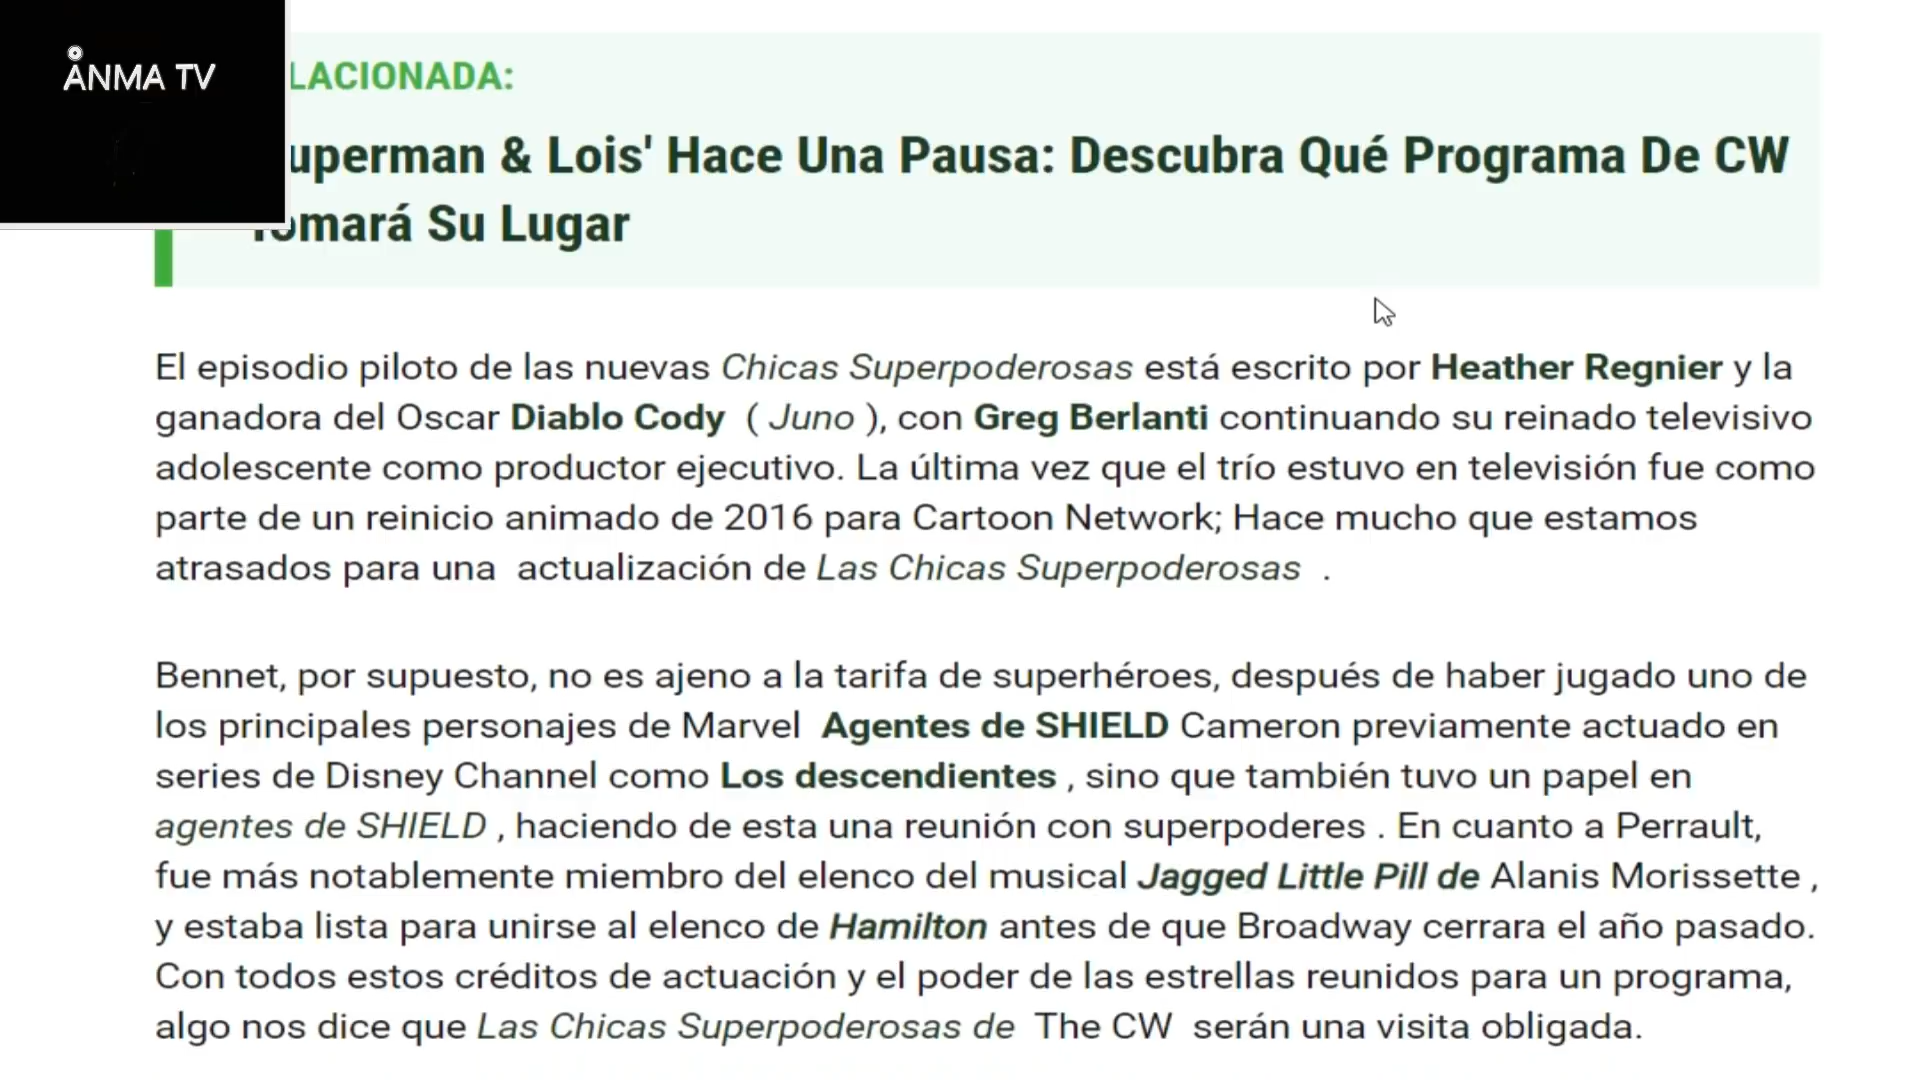 ÅNMA TV
LACIONADA:
uperman & Lois' Hace Una Pausa: Descubra Qué Programa De CW
Tomará Su Lugar
El episodio piloto de las nuevas Chicas Superpoderosas está escrito por Heather Regnier y la
ganadora del Oscar Diablo Cody ( Juno ), con Greg Berlanti continuando su reinado televisivo
adolescente como productor ejecutivo. La última vez que el trío estuvo en televisión fue como
parte de un reinicio animado de 2016 para Cartoon Network; Hace mucho que estamos
atrasados para una actualización de Las Chicas Superpoderosas .
Bennet, por supuesto, no es ajeno a la tarifa de superhéroes, después de haber jugado uno de
los principales personajes de Marvel Agentes de SHIELD Cameron previamente actuado en
series de Disney Channel como Los descendientes , sino que también tuvo un papel en
agentes de SHIELD , haciendo de esta una reunión con superpoderes . En cuanto a Perrault,
fue más notablemente miembro del elenco del musical Jagged Little Pill de Alanis Morissette ,
y estaba lista para unirse al elenco de Hamilton antes de que Broadway cerrara el año pasado.
Con todos estos créditos de actuación y el poder de las estrellas reunidos para un programa,
algo nos dice que Las Chicas Superpoderosas de The CW serán una visita obligada.